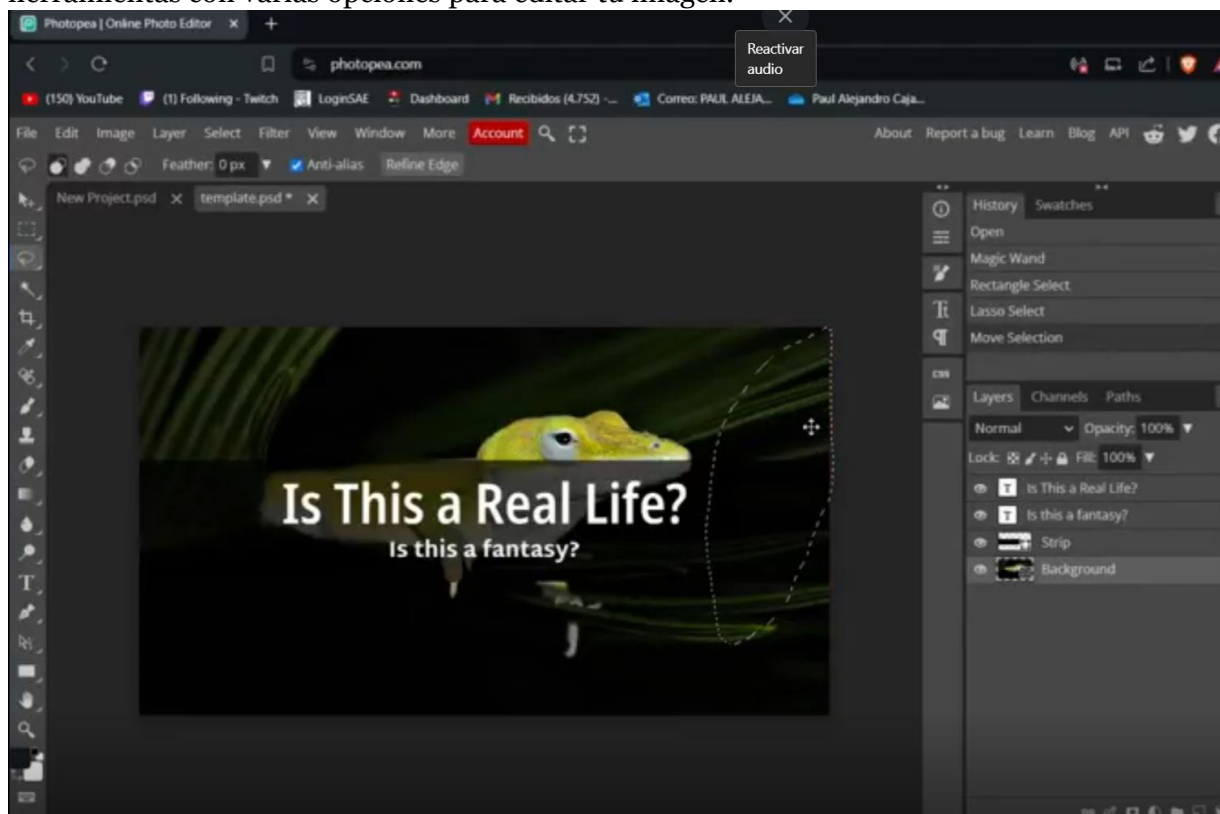 herramientas con varias opciones para editar tu imagen.
Photopea | Online Photo Editor
Reactivar
audio
photopea.com
(150) YouTube (1) Following - Twitch LoginSAE Dashboard Recibidos (4.752) -... Correo: PAUL ALEJA... Paul Alejandro Caja...
File Edit Image Layer Select Filter View Window More Account About Report a bug Learn Blog API
Feather: 0 px Anti-alias Refine Edge
New Project.psd template.psd * History Swatches
Open
Magic Wand
Rectangle Select
Lasso Select
Move Selection
CSS
Layers Channels Paths
Normal Opacity: 100%
Lock: Fill: 100%
Is This a Real Life?
Is this a fantasy?
Strip
Background
Is This a Real Life?
Is this a fantasy?